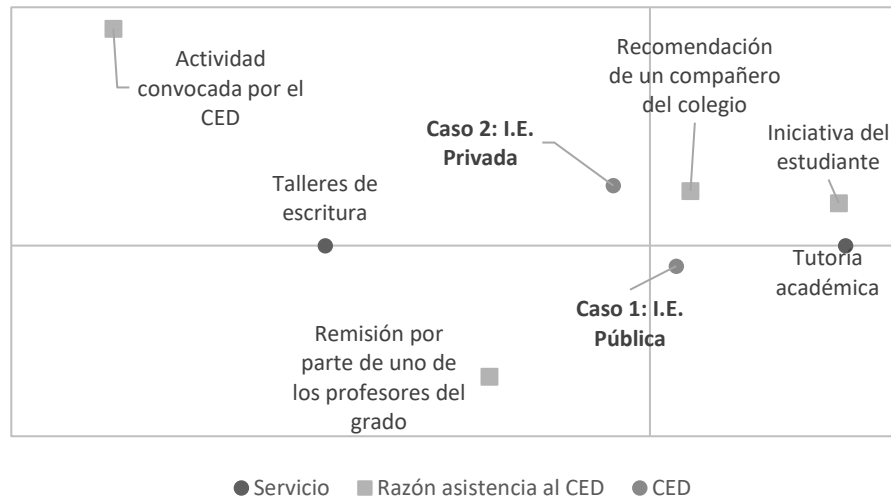 Actividad
convocada por el
CED
Recomendación
de un compañero
del colegio
Caso 2: I.E.
Privada
Iniciativa del
estudiante
Talleres de
escritura
Tutoría
académica
Caso 1: I.E.
Pública
Remisión por
parte de uno de
los profesores del
grado
Servicio Razón asistencia al CED CED